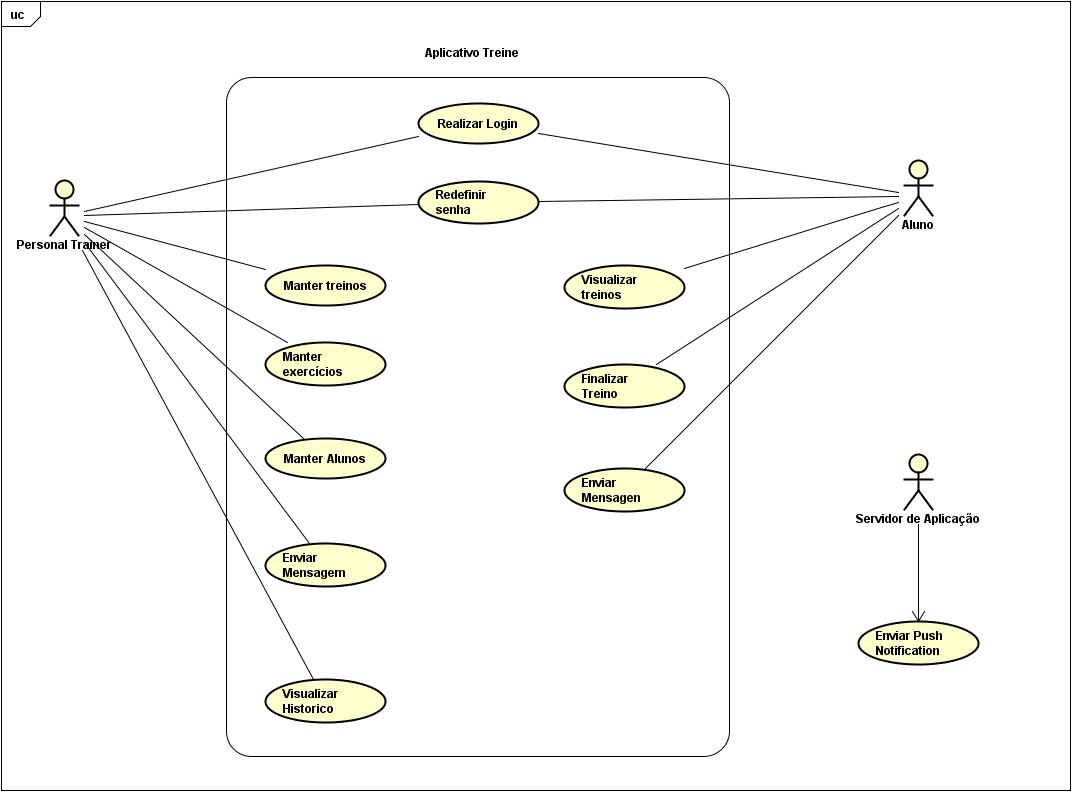 uc
Aplicativo Treine
Realizar Login
Redefinir
senha
Personal Trainer
Aluno
Manter treinos
Visualizar
treinos
Manter
exercícios
Finalizar
Treino
Manter Alunos
Enviar
Mensagen
Servidor de Aplicação
Enviar
Mensagem
Enviar Push
Notification
Visualizar
Historico